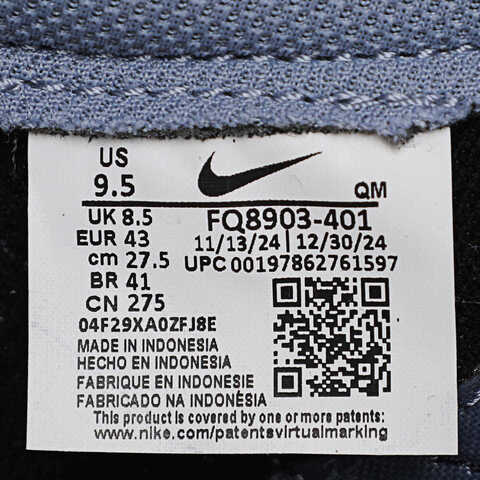 US
9.5
QM
UK 8.5 FQ8903-401
EUR 43 11/13/24 | 12/30/24
cm 27.5 UPC 00197862761597
BR 41
CN 275
04F29XA0ZFJ8E
MADE IN INDONESIA
HECHO EN INDONESIA
FABRIQUE EN INDONESIE
FABRICADO NA INDONÉSIA
This product is covered by one or more patents.
www.nike.com/patentsvirtualmarking